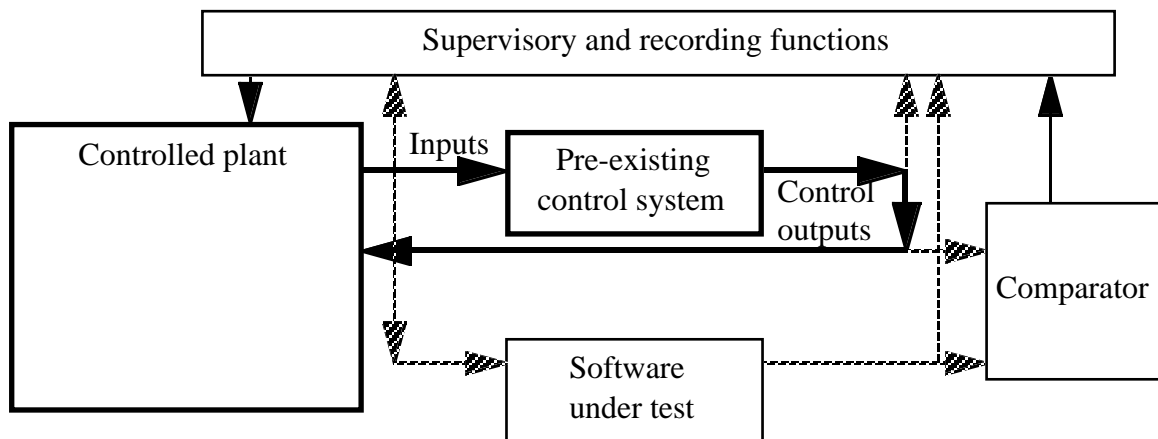 Supervisory and recording functions
Controlled plant
Inputs
Pre-existing
control system
Control
outputs
Comparator
Software
under test